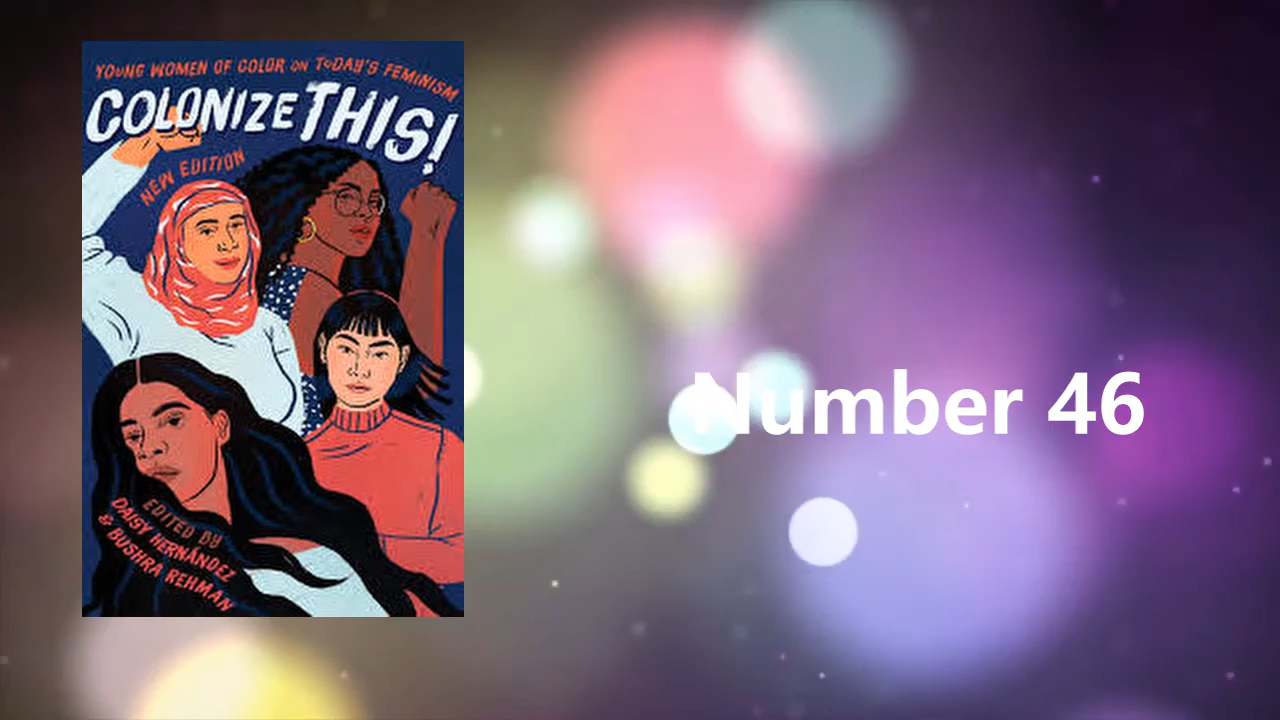 YOUNG WOMEN OF COLOR ON TODAY'S FEMINISM
COLONIZE THIS!
NEW EDITION
EDITED BY
DAISY HERNÁNDEZ
& BUSHRA REHMAN
Number 46